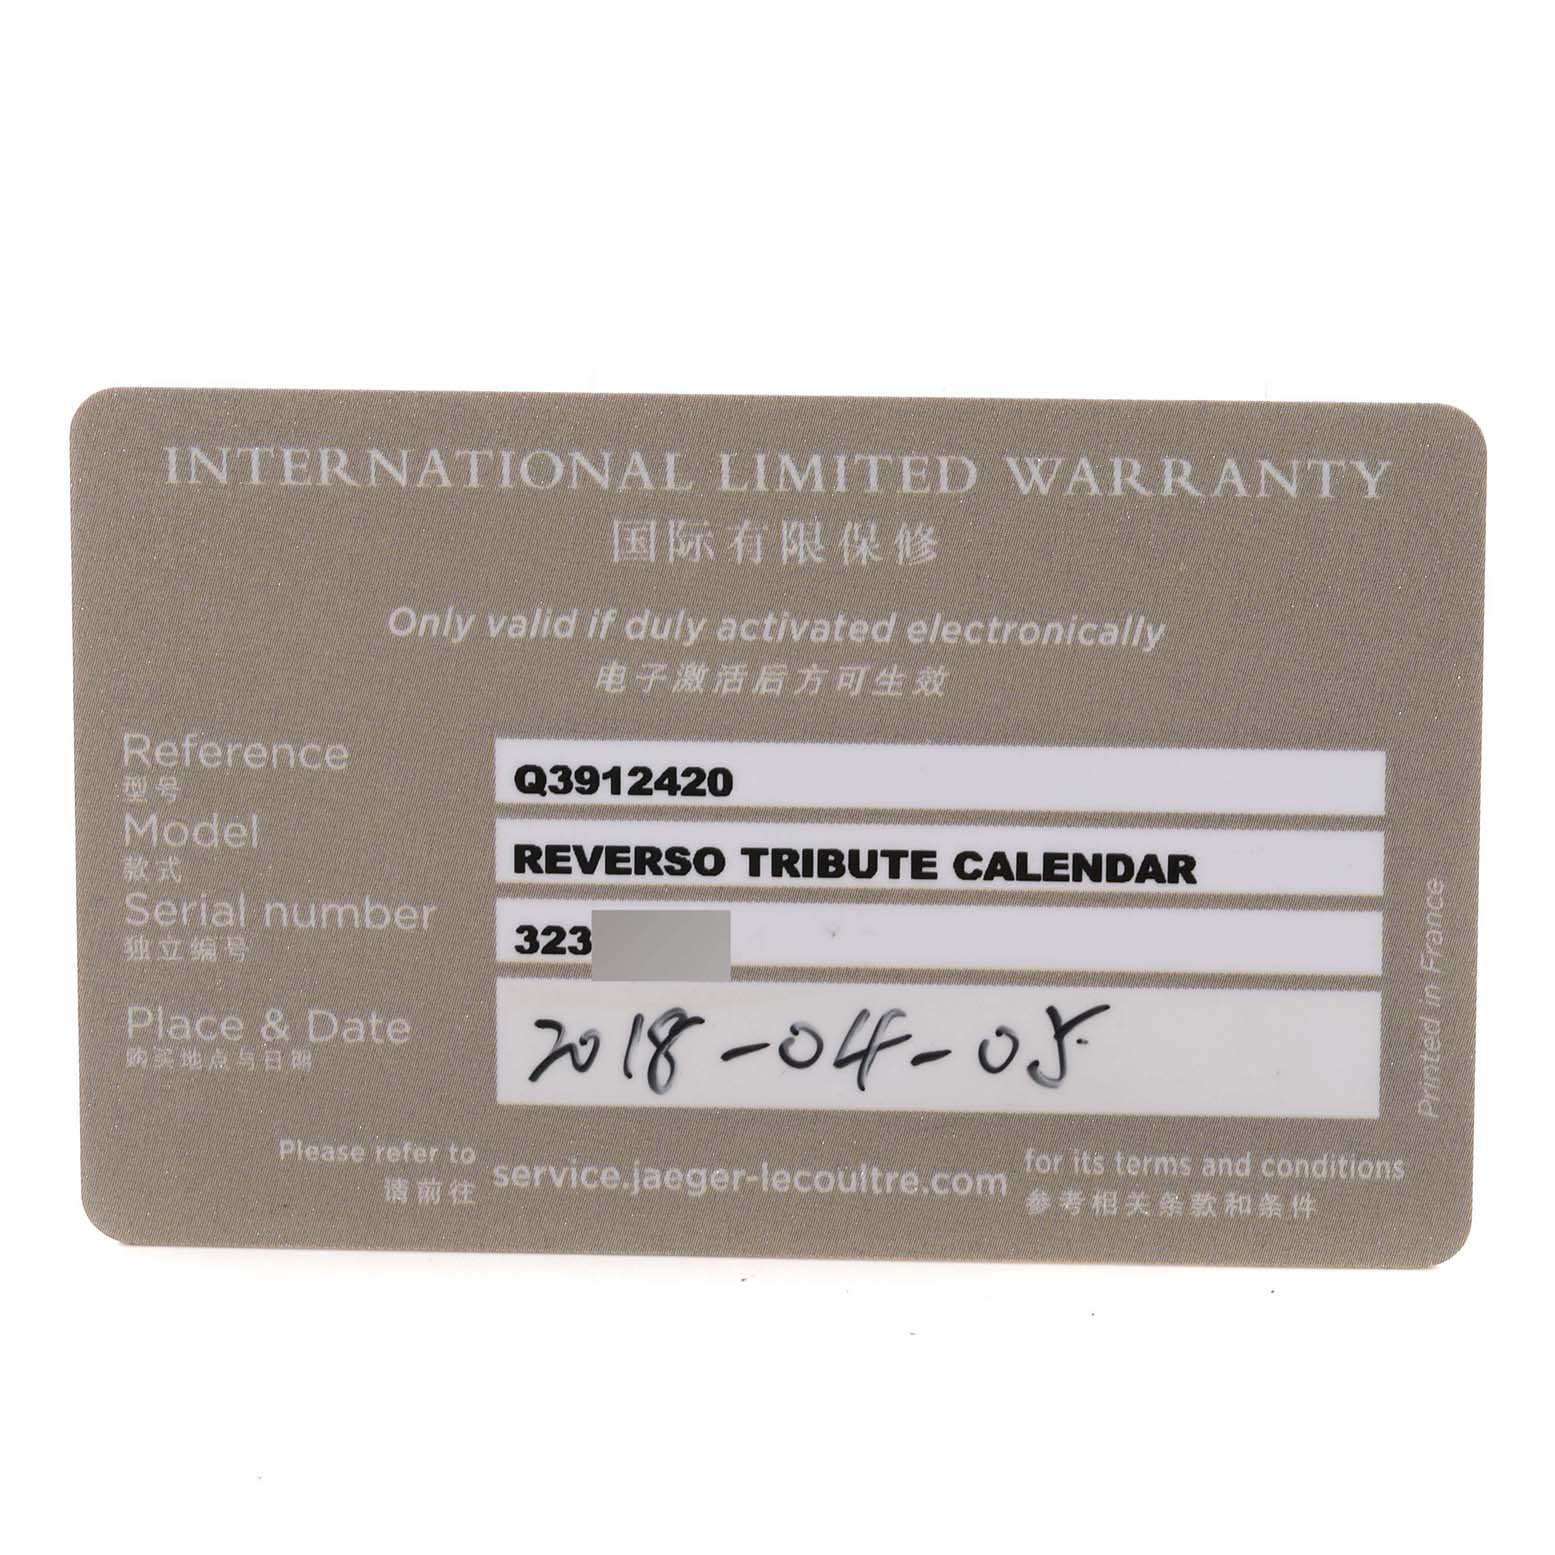 INTERNATIONAL LIMITED WARRANTY
国际有限保修
Only valid if duly activated electronically
电子激活后方可生效
Reference
型号
Q3912420
Model
款式
REVERSO TRIBUTE CALENDAR
Serial number
独立编号
323
Place & Date
购买地点与日期
2018-04-05
Please refer to
请前往
service.jaeger-lecoultre.com
for its terms and conditions
参考相关条款和条件
Printed in France